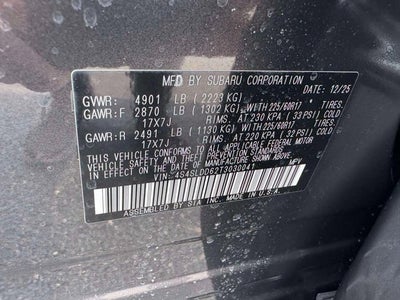 MFD BY SUBARU CORPORATION 12/25
GVWR: 4901 LB (2223 KG)
GAWR:F 2870 LB (1302 KG) WITH 225/60R17 TIRES,
17X7J RIMS, AT 230 KPA (33 PSI) COLD
GAWR:R 2491 LB (1130 KG) WITH 225/60R17 TIRES,
17X7J RIMS, AT 220 KPA (32 PSI) COLD
THIS VEHICLE CONFORMS TO ALL APPLICABLE FEDERAL MOTOR
VEHICLE SAFETY AND THEFT PREVENTION STANDARDS IN EFFECT ON THE
DATE OF MANUFACTURE SHOWN ABOVE.
VIN: 4S4SLDD62T3030041 MPV
ASSEMBLED BY SIA INC. IN U.S.A.